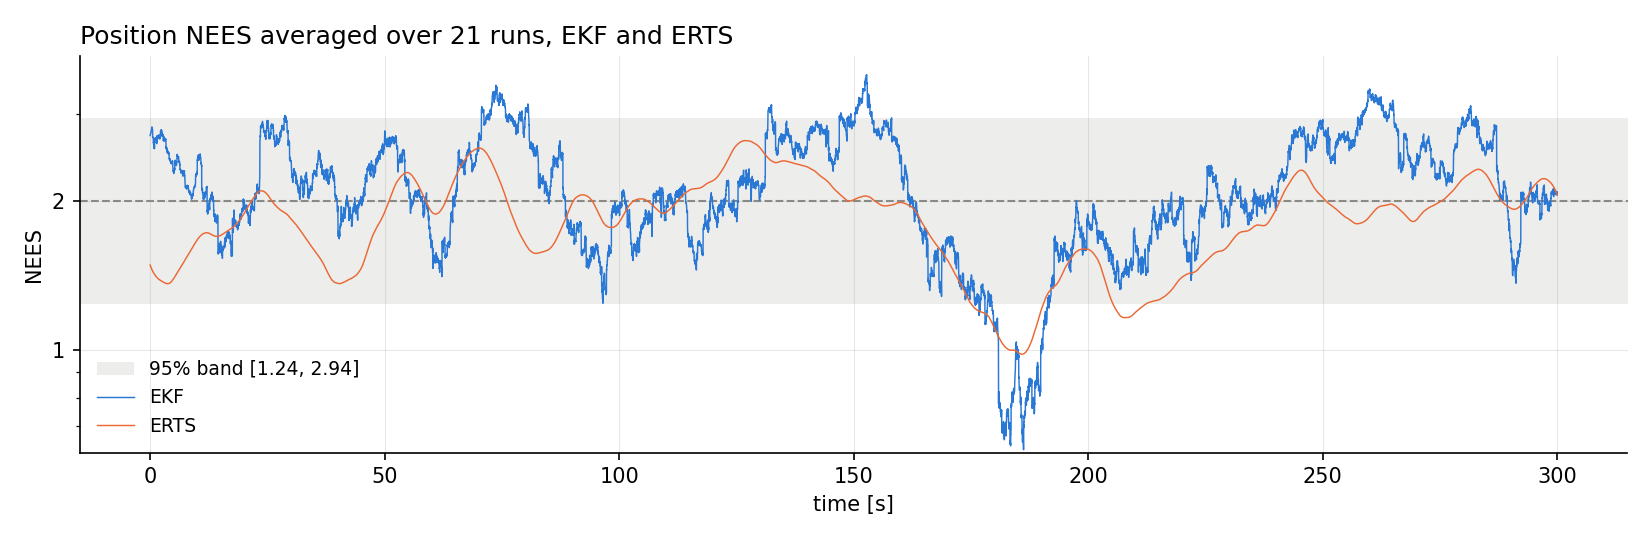 Position NEES averaged over 21 runs, EKF and ERTS
NEES
2
1
95% band [1.24, 2.94]
EKF
ERTS
0 50 100 150 200 250 300
time [s]